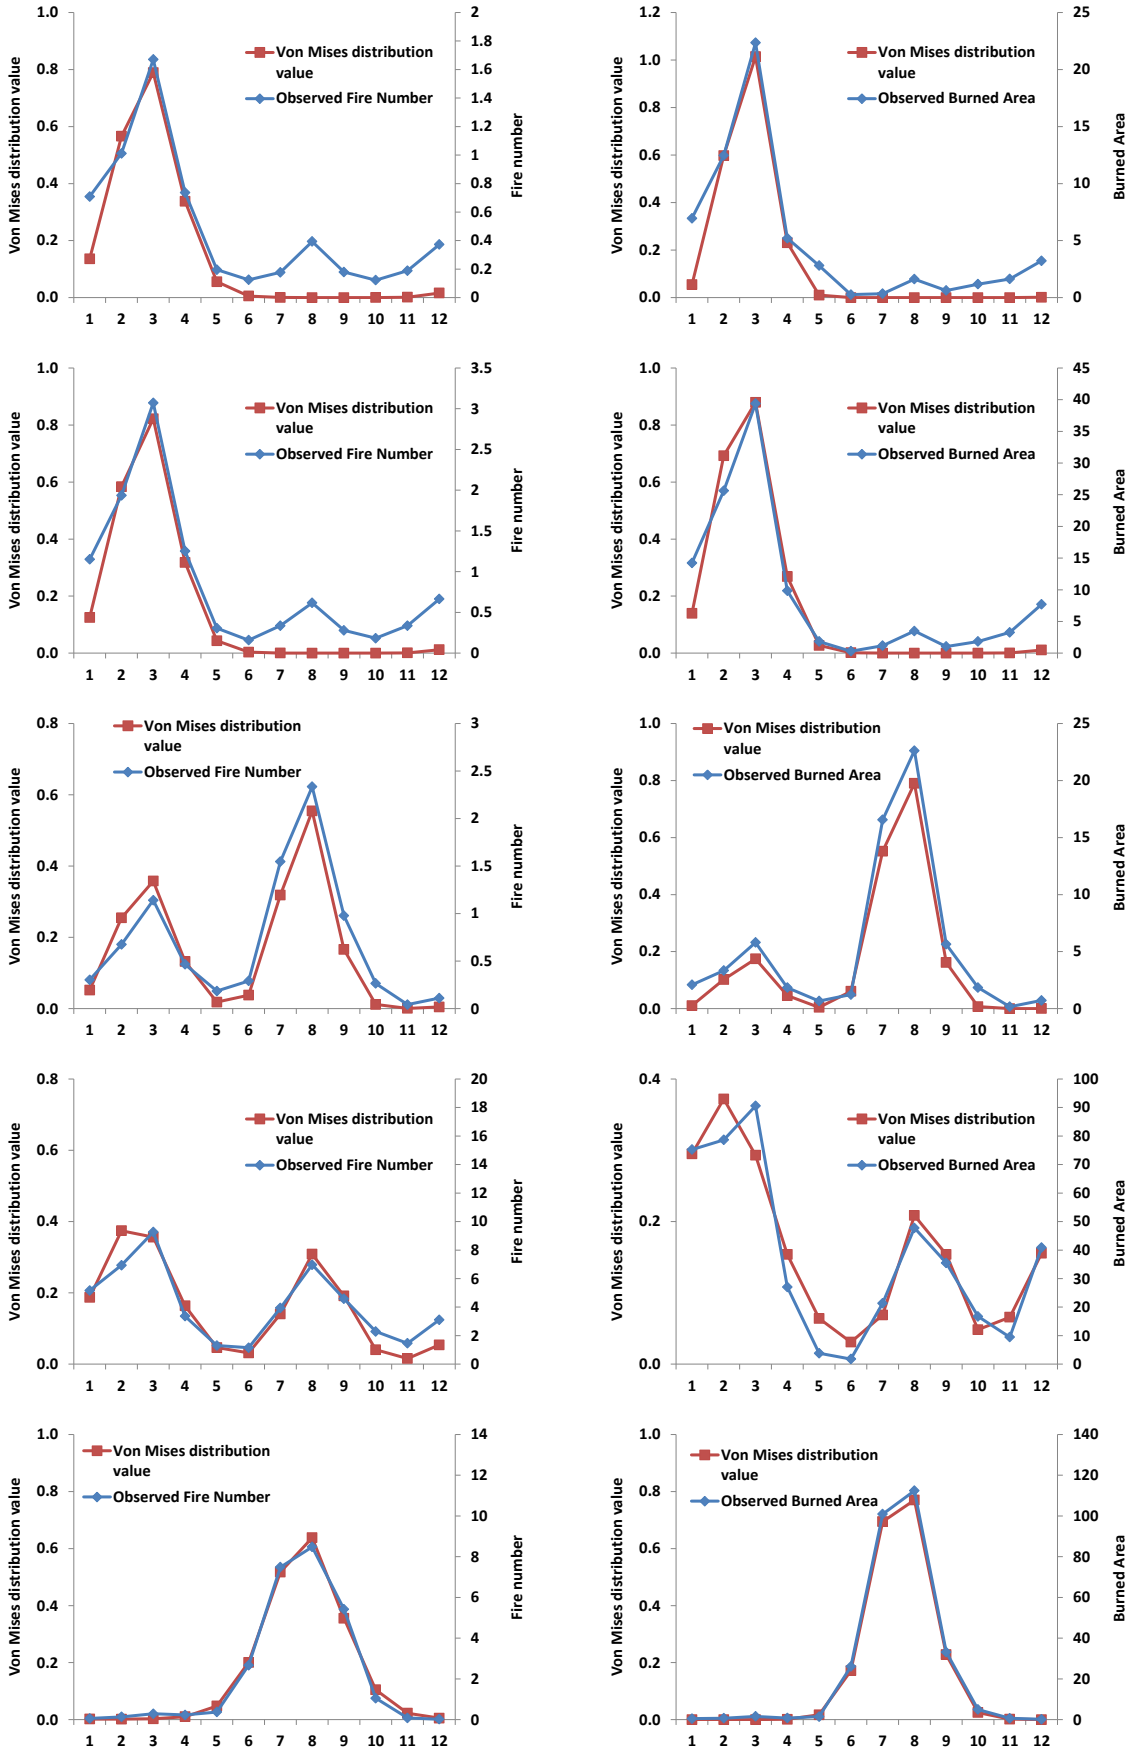 1.0
0.8
0.6
0.4
0.2
0.0
Von Mises distribution value
Von Mises distribution
value
Observed Fire Number
2
1.8
1.6
1.4
1.2
1
0.8
0.6
0.4
0.2
0
Fire number
1 2 3 4 5 6 7 8 9 10 11 12
1.2
1.0
0.8
0.6
0.4
0.2
0.0
Von Mises distribution value
Von Mises distribution
value
Observed Burned Area
25
20
15
10
5
0
Burned Area
1 2 3 4 5 6 7 8 9 10 11 12
1.0
0.8
0.6
0.4
0.2
0.0
Von Mises distribution value
Von Mises distribution
value
Observed Fire Number
3.5
3
2.5
2
1.5
1
0.5
0
Fire number
1 2 3 4 5 6 7 8 9 10 11 12
1.0
0.8
0.6
0.4
0.2
0.0
Von Mises distribution value
Von Mises distribution
value
Observed Burned Area
45
40
35
30
25
20
15
10
5
0
Burned Area
1 2 3 4 5 6 7 8 9 10 11 12
0.8
0.6
0.4
0.2
0.0
Von Mises distribution value
Von Mises distribution
value
Observed Fire Number
3
2.5
2
1.5
1
0.5
0
Fire number
1 2 3 4 5 6 7 8 9 10 11 12
1.0
0.8
0.6
0.4
0.2
0.0
Von Mises distribution value
Von Mises distribution
value
Observed Burned Area
25
20
15
10
5
0
Burned Area
1 2 3 4 5 6 7 8 9 10 11 12
0.8
0.6
0.4
0.2
0.0
Von Mises distribution value
Von Mises distribution
value
Observed Fire Number
20
18
16
14
12
10
8
6
4
2
0
Fire number
1 2 3 4 5 6 7 8 9 10 11 12
0.4
0.2
0.0
Von Mises distribution value
Von Mises distribution
value
Observed Burned Area
100
90
80
70
60
50
40
30
20
10
0
Burned Area
1 2 3 4 5 6 7 8 9 10 11 12
1.0
0.8
0.6
0.4
0.2
0.0
Von Mises distribution value
Von Mises distribution
value
Observed Fire Number
14
12
10
8
6
4
2
0
Fire number
1 2 3 4 5 6 7 8 9 10 11 12
1.0
0.8
0.6
0.4
0.2
0.0
Von Mises distribution value
Von Mises distribution
value
Observed Burned Area
140
120
100
80
60
40
20
0
Burned Area
1 2 3 4 5 6 7 8 9 10 11 12